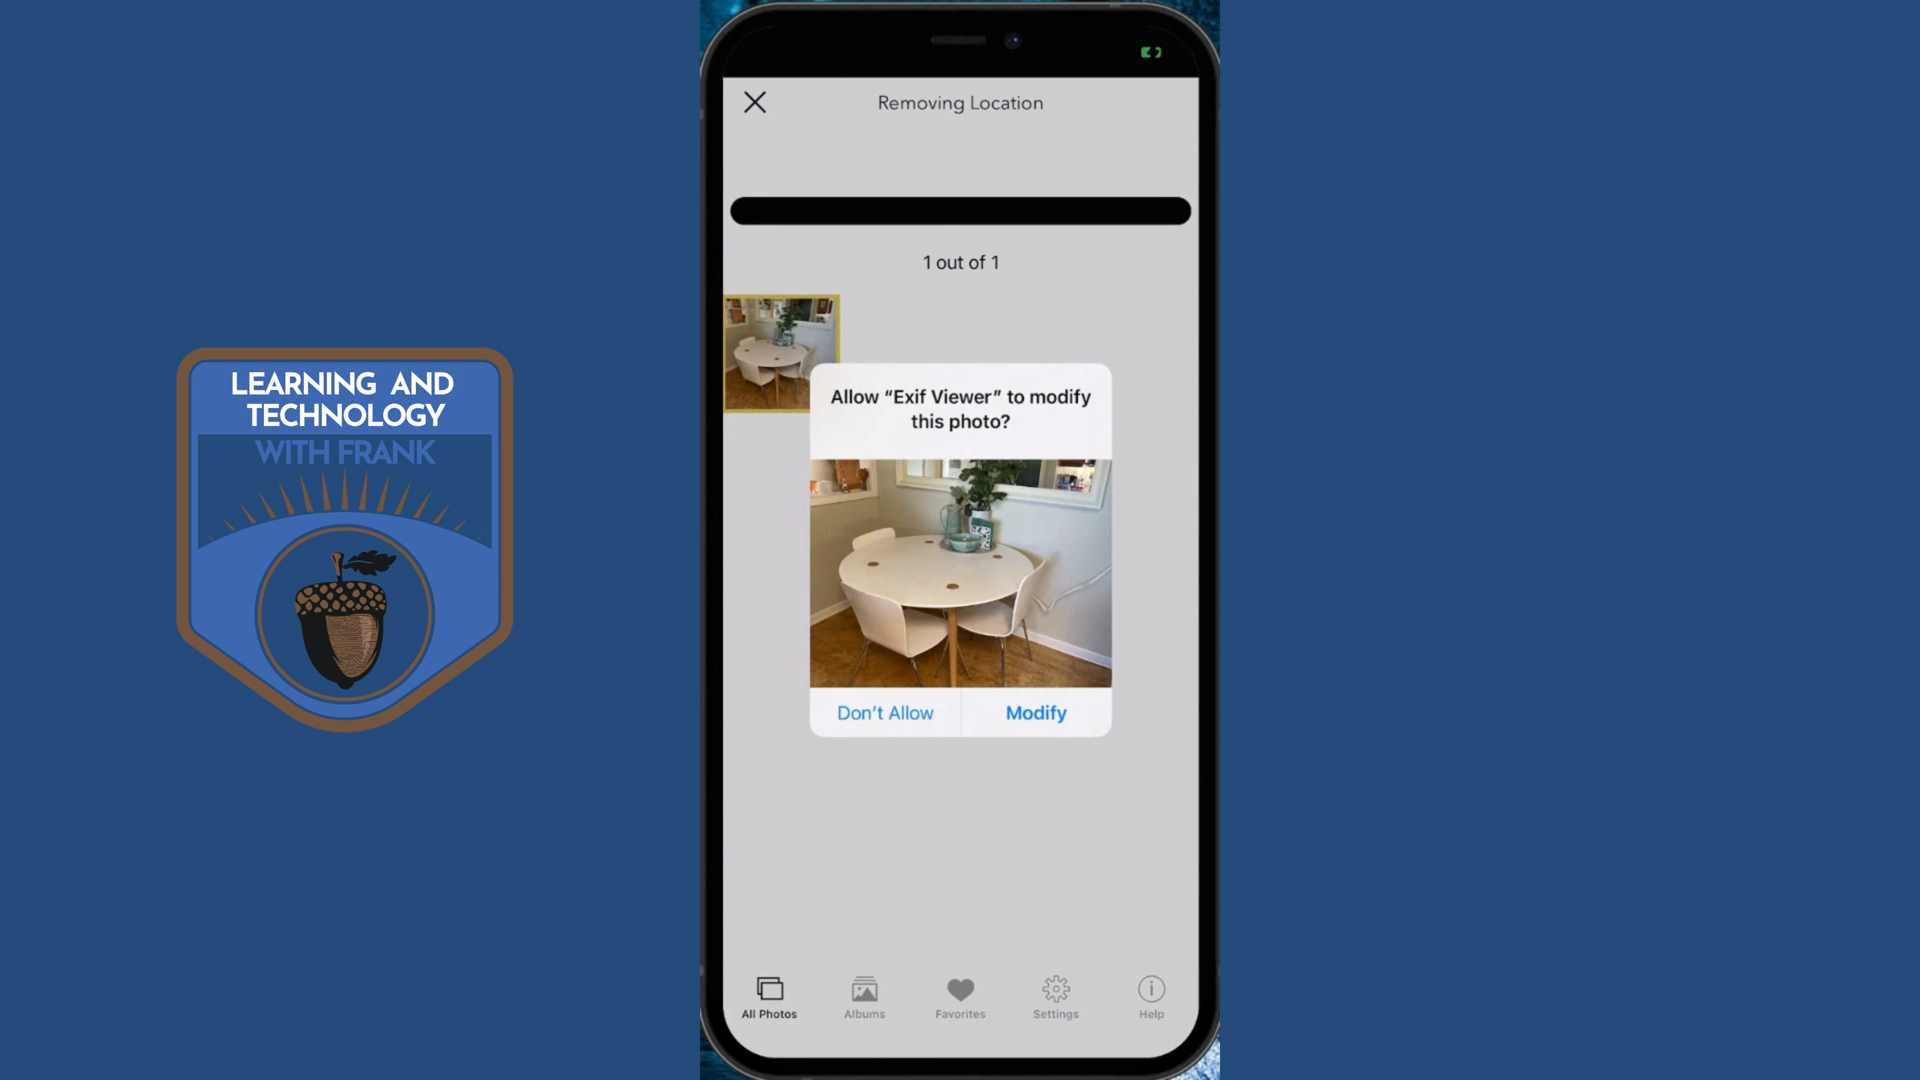 LEARNING AND
TECHNOLOGY
WITH FRANK
Removing Location
1 out of 1
Allow “Exif Viewer” to modify
this photo?
Don’t Allow
Modify
All Photos
Albums
Favorites
Settings
Help